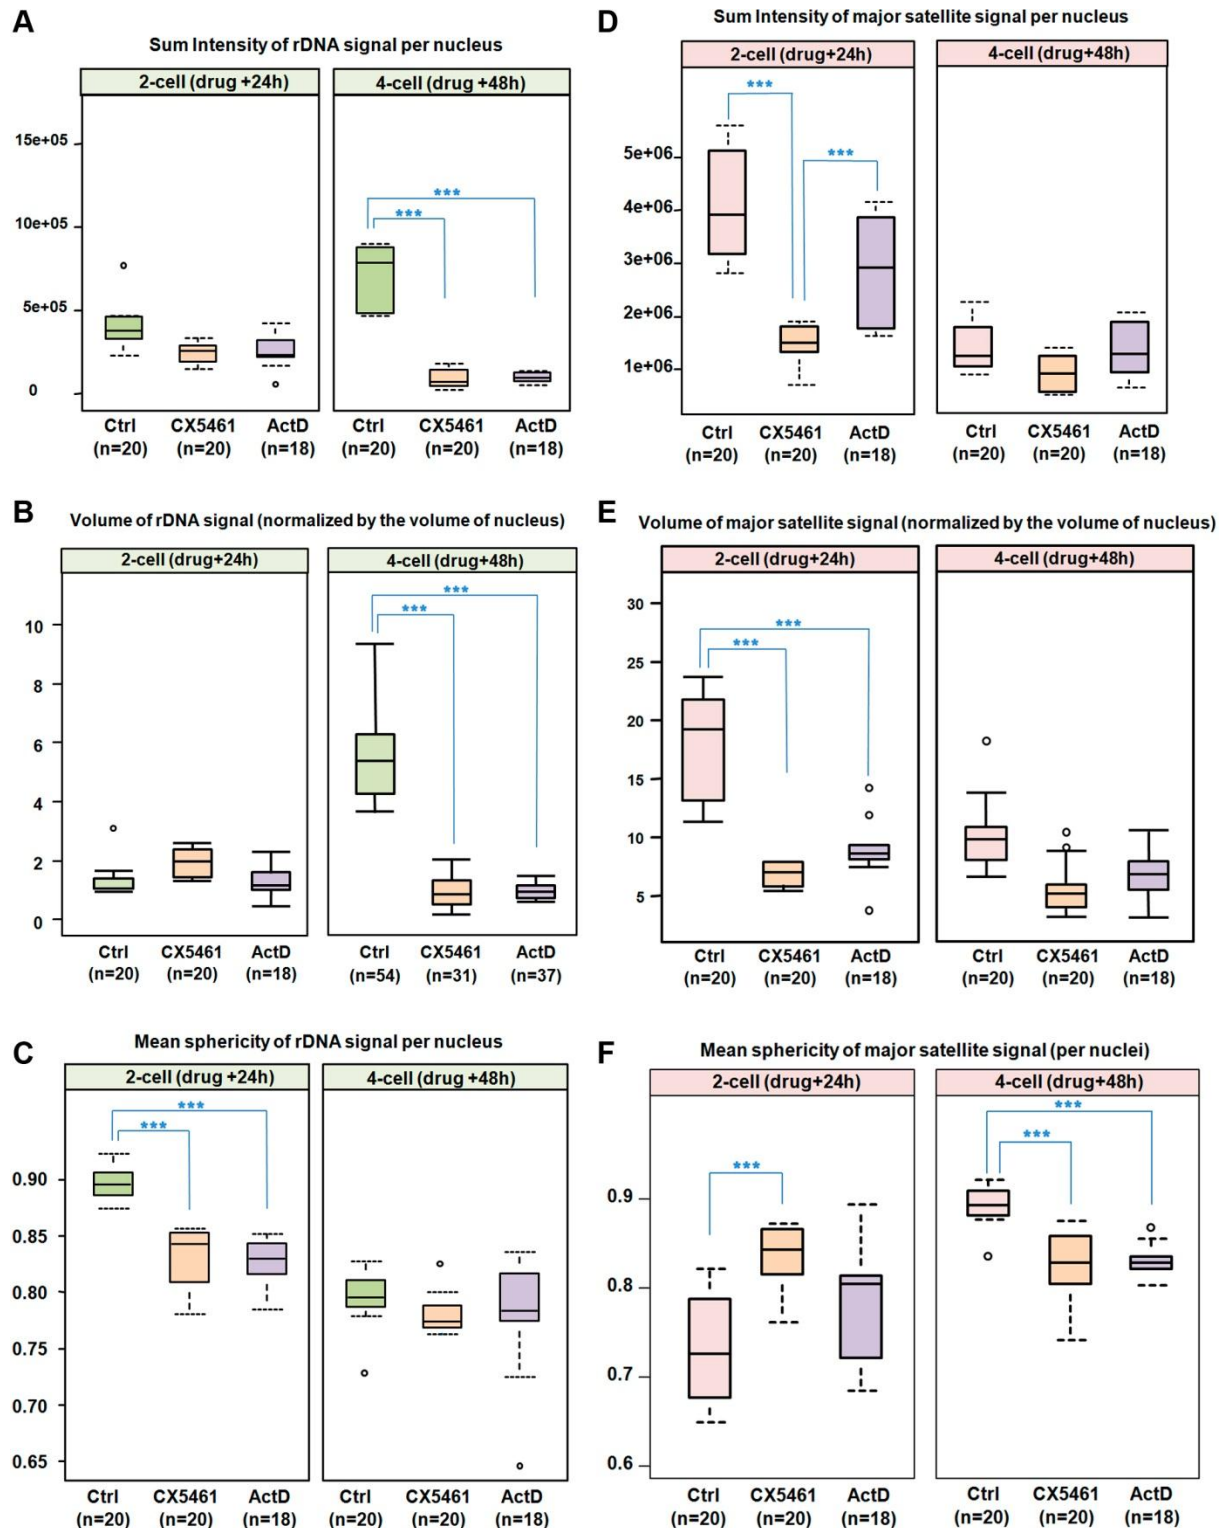 A
Sum Intensity of rDNA signal per nucleus
2-cell (drug +24h)
4-cell (drug +48h)
15e+05
10e+05
5e+05
0
***
***
Ctrl CX5461 ActD
(n=20) (n=20) (n=18)
Ctrl CX5461 ActD
(n=20) (n=20) (n=18)
B
Volume of rDNA signal (normalized by the volume of nucleus)
2-cell (drug+24h)
4-cell (drug+48h)
10
8
6
4
2
0
***
***
Ctrl CX5461 ActD
(n=20) (n=20) (n=18)
Ctrl CX5461 ActD
(n=54) (n=31) (n=37)
C
Mean sphericity of rDNA signal per nucleus
2-cell (drug +24h)
4-cell (drug +48h)
***
***
0.90
0.85
0.80
0.75
0.70
0.65
Ctrl CX5461 ActD
(n=20) (n=20) (n=18)
Ctrl CX5461 ActD
(n=20) (n=20) (n=18)
D
Sum Intensity of major satellite signal per nucleus
2-cell (drug+24h)
4-cell (drug+48h)
***
***
5e+06
4e+06
3e+06
2e+06
1e+06
Ctrl CX5461 ActD
(n=20) (n=20) (n=18)
Ctrl CX5461 ActD
(n=20) (n=20) (n=18)
E
Volume of major satellite signal (normalized by the volume of nucleus)
2-cell (drug+24h)
4-cell (drug+48h)
30
25
20
15
10
5
***
***
Ctrl CX5461 ActD
(n=20) (n=20) (n=18)
Ctrl CX5461 ActD
(n=20) (n=20) (n=18)
F
Mean sphericity of major satellite signal (per nuclei)
2-cell (drug+24h)
4-cell (drug+48h)
***
***
***
0.9
0.8
0.7
0.6
Ctrl CX5461 ActD
(n=20) (n=20) (n=18)
Ctrl CX5461 ActD
(n=20) (n=20) (n=18)